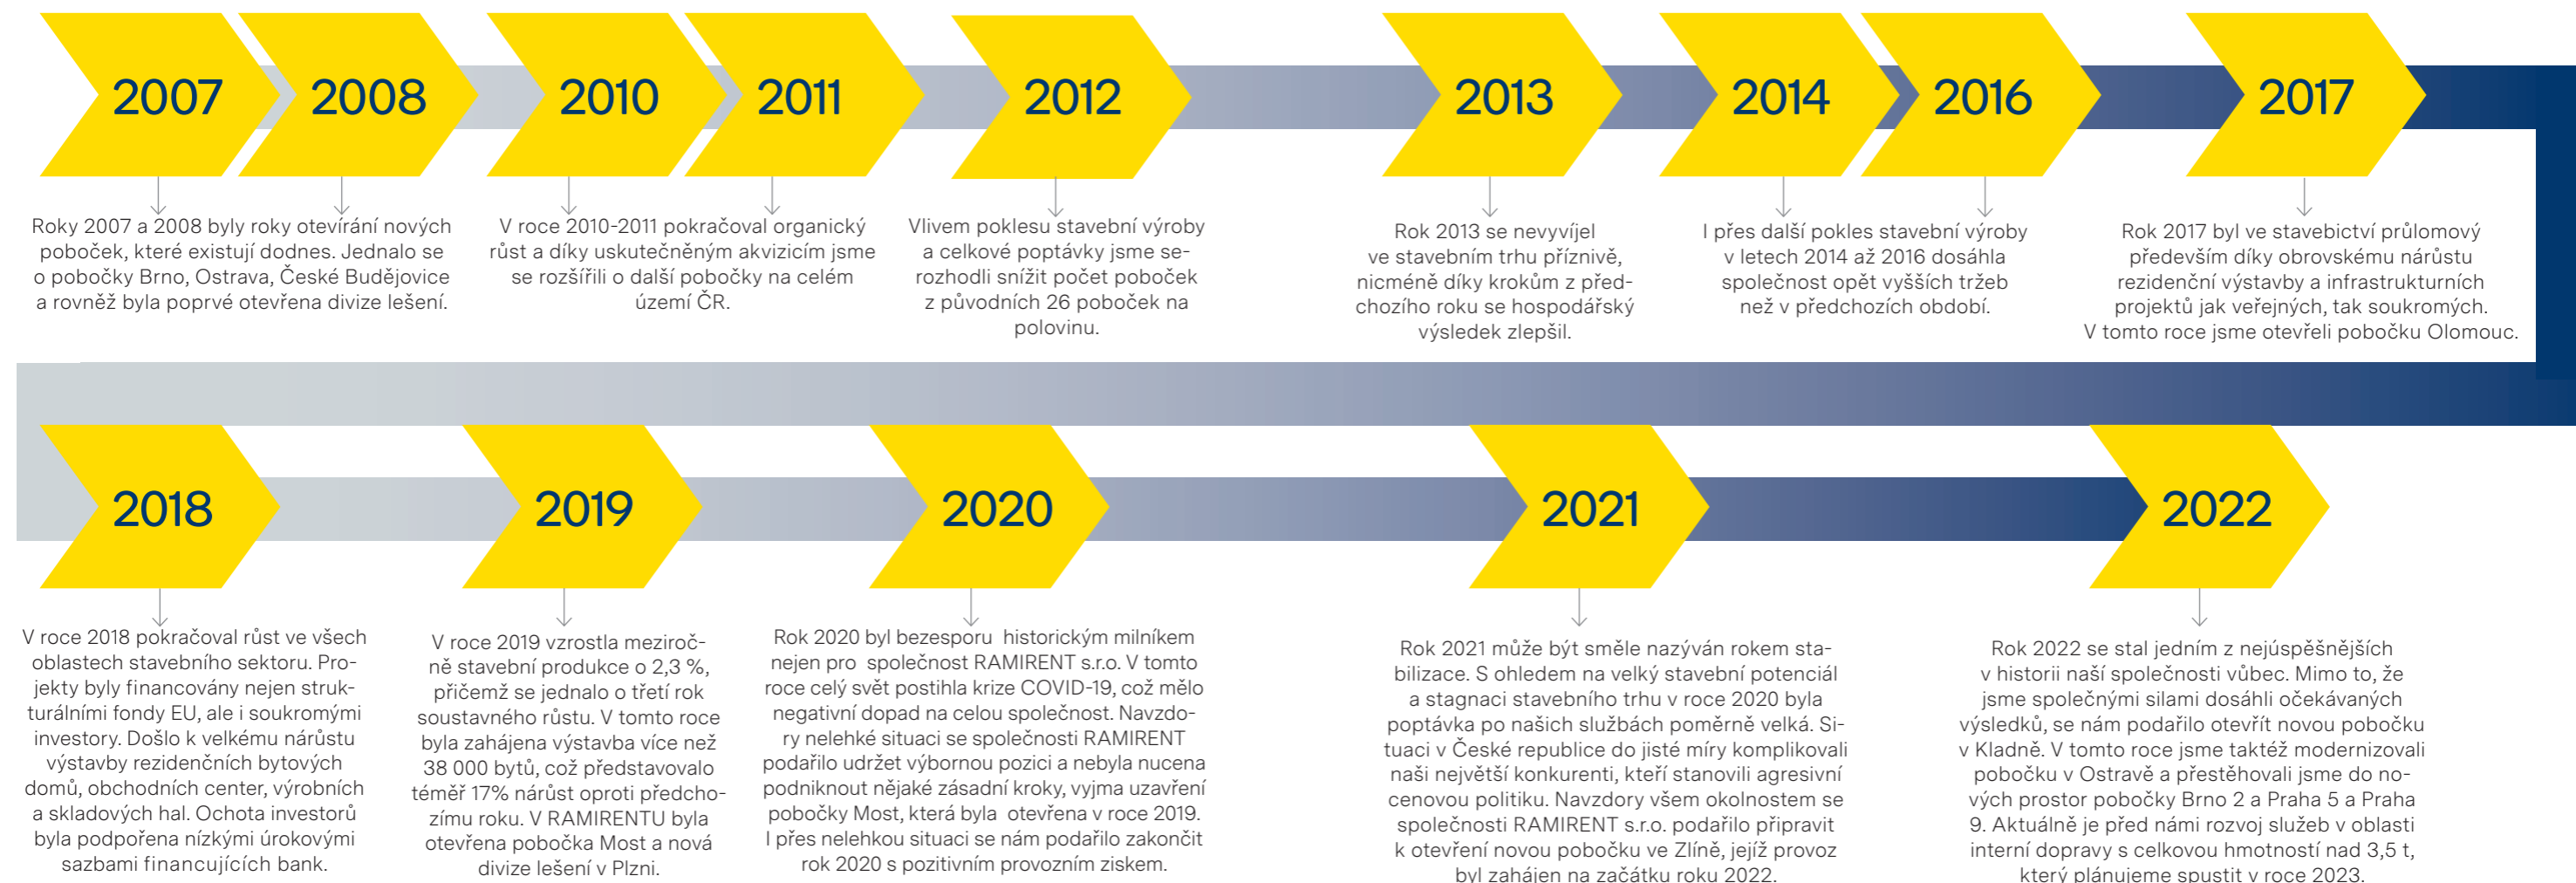 2007
2008
2010
2011
2012
2013
2014
2016
2017
Roky 2007 a 2008 byly roky otevírání nových
poboček, které existují dodnes. Jednalo se
o pobočky Brno, Ostrava, České Budějovice
a rovněž byla poprvé otevřena divize lešení.
V roce 2010-2011 pokračoval organický
růst a díky uskutečněným akvizicím jsme
se rozšířili o další pobočky na celém
území ČR.
Vlivem poklesu stavební výroby
a celkové poptávky jsme se-
rozhodli snížit počet poboček
z původních 26 poboček na
polovinu.
Rok 2013 se nevyvíjel
ve stavebním trhu příznivě,
nicméně díky krokům z před-
chozího roku se hospodářský
výsledek zlepšil.
I přes další pokles stavební výroby
v letech 2014 až 2016 dosáhla
společnost opět vyšších tržeb
než v předchozích období.
Rok 2017 byl ve stavebictví průlomový
především díky obrovskému nárůstu
rezidenční výstavby a infrastrukturních
projektů jak veřejných, tak soukromých.
V tomto roce jsme otevřeli pobočku Olomouc.
2018
2019
2020
2021
2022
V roce 2018 pokračoval růst ve všech
oblastech stavebního sektoru. Pro-
jekty byly financovány nejen struk-
turálními fondy EU, ale i soukromými
investory. Došlo k velkému nárůstu
výstavby rezidenčních bytových
domů, obchodních center, výrobních
a skladových hal. Ochota investorů
byla podpořena nízkými úrokovými
sazbami financujících bank.
V roce 2019 vzrostla meziroč-
ně stavební produkce o 2,3 %,
přičemž se jednalo o třetí rok
soustavného růstu. V tomto roce
byla zahájena výstavba více než
38 000 bytů, což představovalo
téměř 17% nárůst oproti předcho-
zímu roku. V RAMIRENTU byla
otevřena pobočka Most a nová
divize lešení v Plzni.
Rok 2020 byl bezesporu historickým milníkem
nejen pro společnost RAMIRENT s.r.o. V tomto
roce celý svět postihla krize COVID-19, což mělo
negativní dopad na celou společnost. Navzdo-
ry nelehké situaci se společnosti RAMIRENT
podařilo udržet výbornou pozici a nebyla nucena
podniknout nějaké zásadní kroky, vyjma uzavření
pobočky Most, která byla otevřena v roce 2019.
I přes nelehkou situaci se nám podařilo zakončit
rok 2020 s pozitivním provozním ziskem.
Rok 2021 může být směle nazýván rokem sta-
bilizace. S ohledem na velký stavební potenciál
a stagnaci stavebního trhu v roce 2020 byla
poptávka po našich službách poměrně velká. Si-
tuaci v České republice do jisté míry komplikovali
naši největší konkurenti, kteří stanovili agresivní
cenovou politiku. Navzdory všem okolnostem se
společnosti RAMIRENT s.r.o. podařilo připravit
k otevření novou pobočku ve Zlíně, jejíž provoz
byl zahájen na začátku roku 2022.
Rok 2022 se stal jedním z nejúspěšnějších
v historii naší společnosti vůbec. Mimo to, že
jsme společnými silami dosáhli očekávaných
výsledků, se nám podařilo otevřít novou pobočku
v Kladně. V tomto roce jsme taktéž modernizovali
pobočku v Ostravě a přestěhovali jsme do no-
vých prostor pobočky Brno 2 a Praha 5 a Praha
9. Aktuálně je před námi rozvoj služeb v oblasti
interní dopravy s celkovou hmotností nad 3,5 t,
který plánujeme spustit v roce 2023.